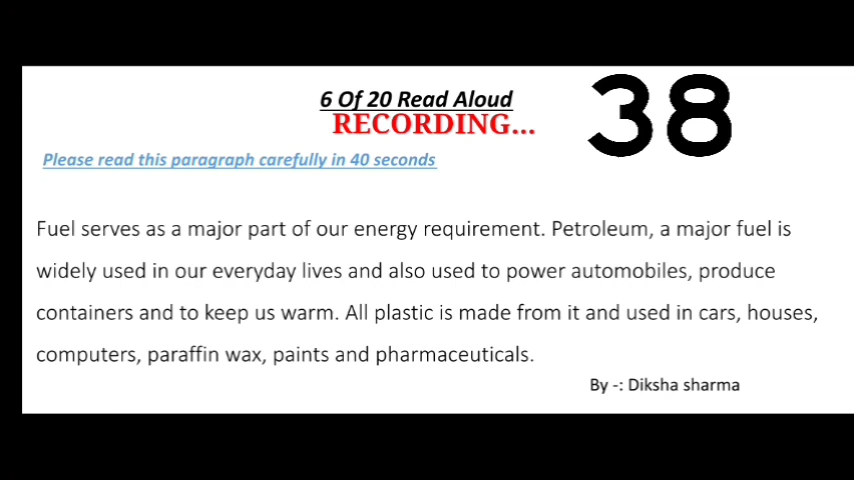 6 Of 20 Read Aloud
38
RECORDING...
Please read this paragraph carefully in 40 seconds
Fuel serves as a major part of our energy requirement. Petroleum, a major fuel is
widely used in our everyday lives and also used to power automobiles, produce
containers and to keep us warm. All plastic is made from it and used in cars, houses,
computers, paraffin wax, paints and pharmaceuticals.
By -: Diksha sharma